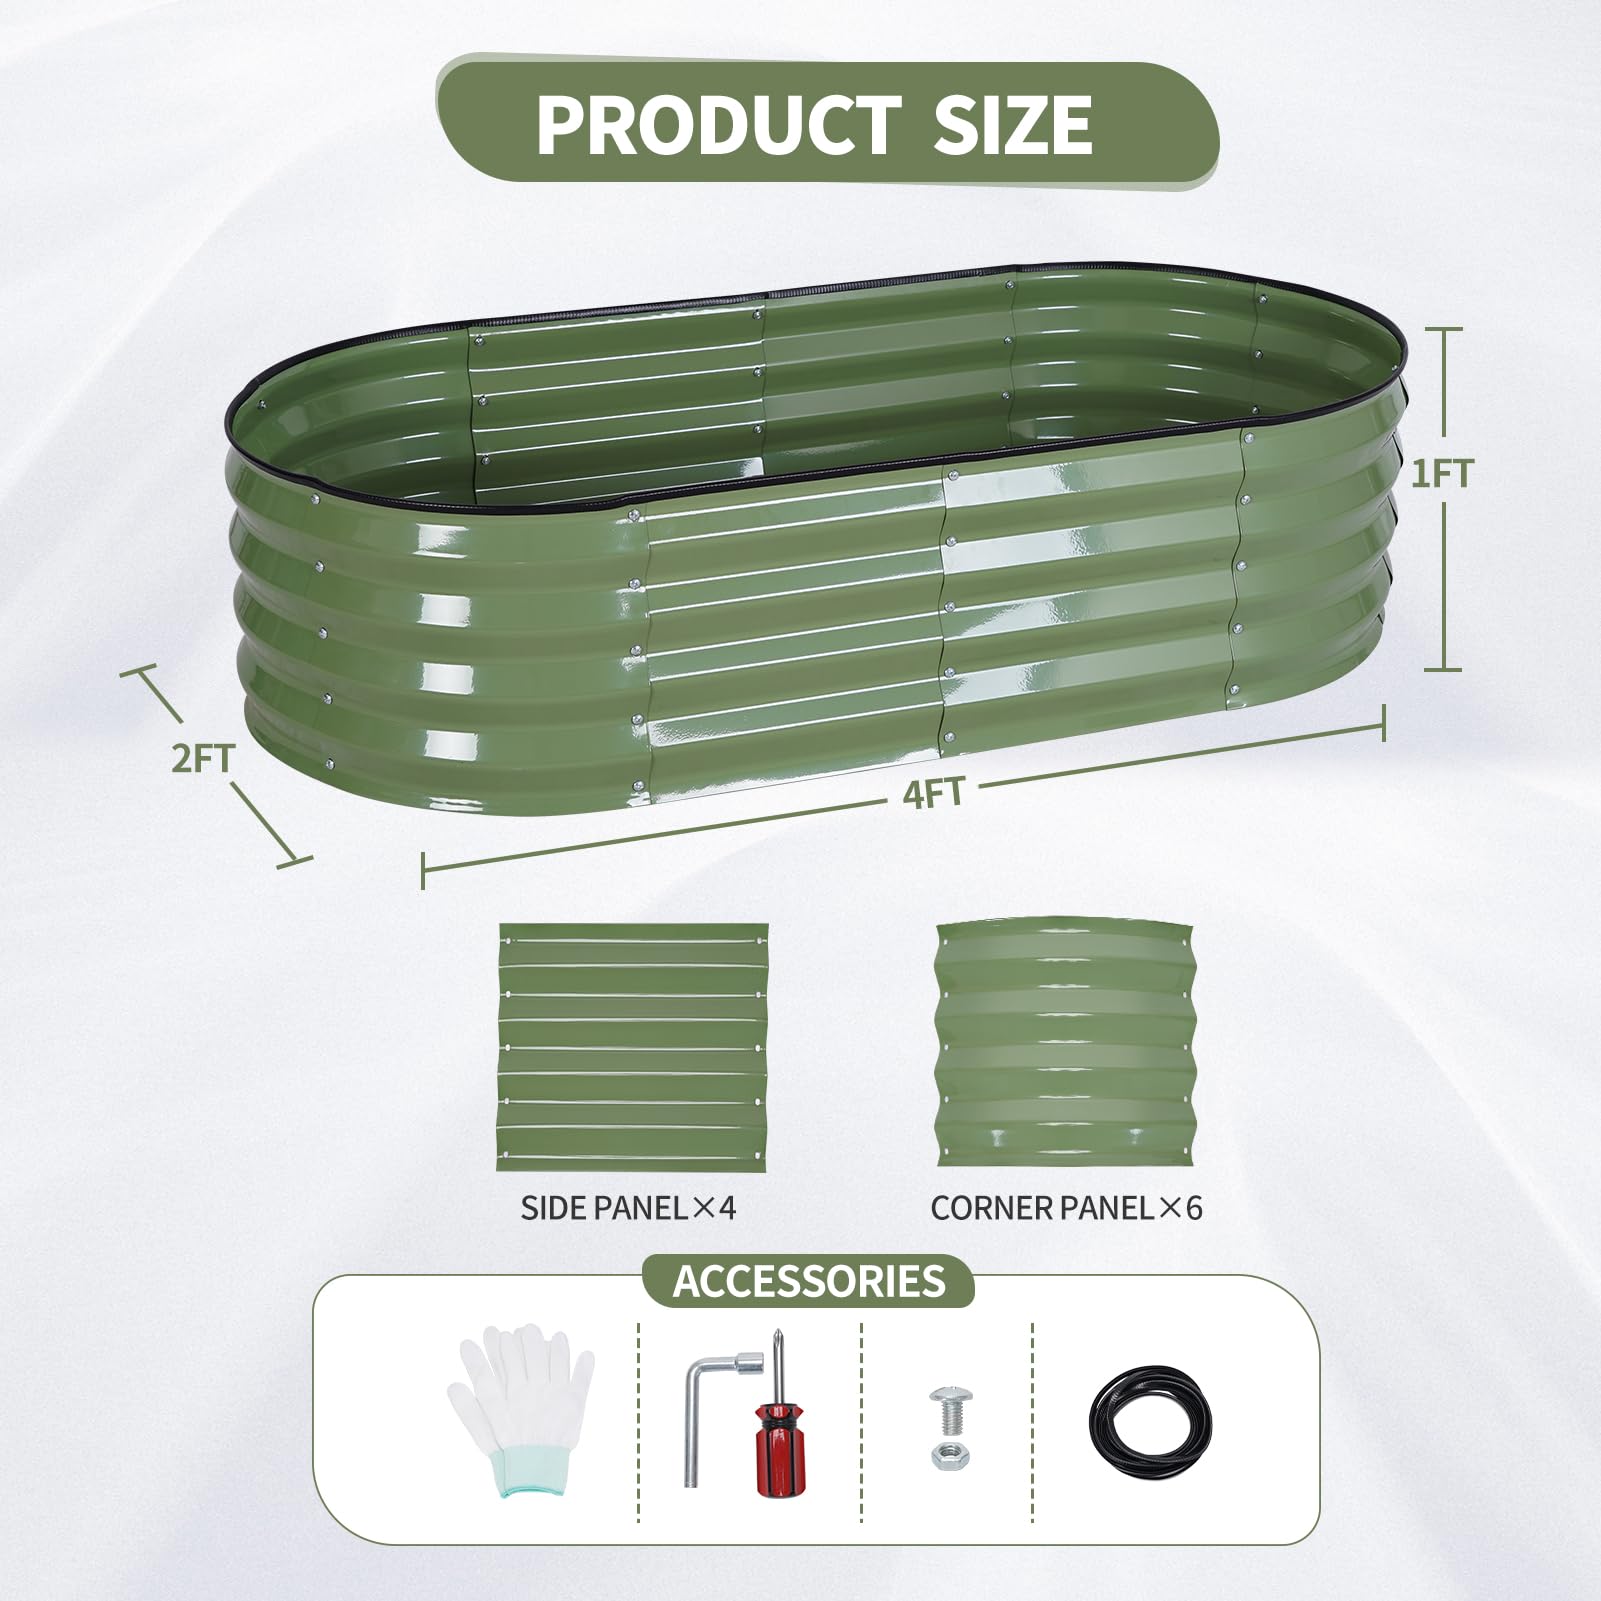 PRODUCT SIZE
1FT
2FT
4FT
SIDE PANEL×4
CORNER PANEL×6
ACCESSORIES